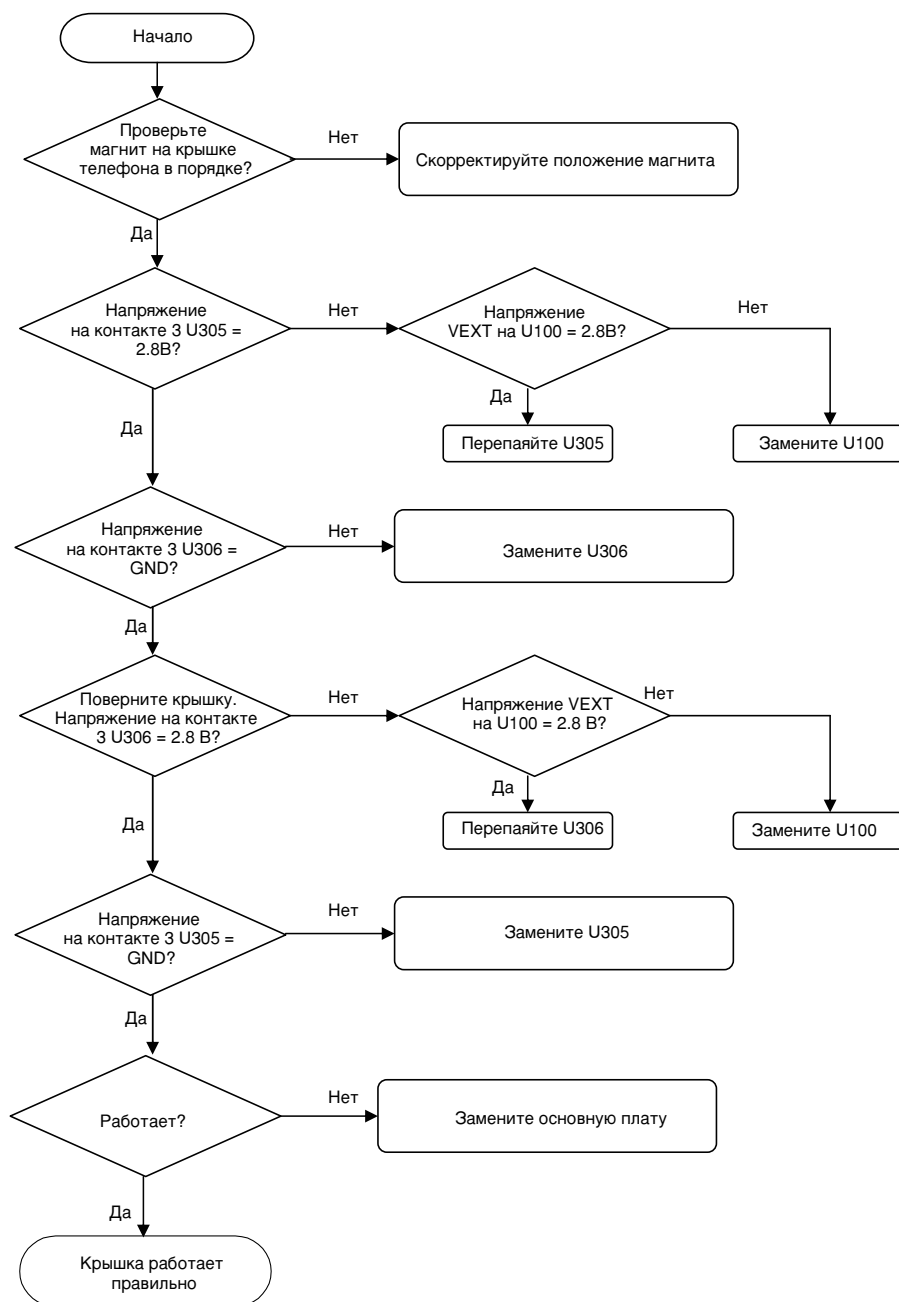 Начало
Проверьте
магнит на крышке
телефона в порядке?
Нет
Скорректируйте положение магнита
Да
Напряжение
на контакте 3 U305 =
2.8В?
Нет
Напряжение
VEXT на U100 = 2.8В?
Нет
Да
Да
Перепаяйте U305
Замените U100
Напряжение
на контакте 3 U306 =
GND?
Нет
Замените U306
Да
Поверните крышку.
Напряжение на контакте
3 U306 = 2.8 В?
Нет
Напряжение VEXT
на U100 = 2.8 В?
Нет
Да
Да
Перепаяйте U306
Замените U100
Напряжение
на контакте 3 U305 =
GND?
Нет
Замените U305
Да
Работает?
Нет
Замените основную плату
Да
Крышка работает
правильно